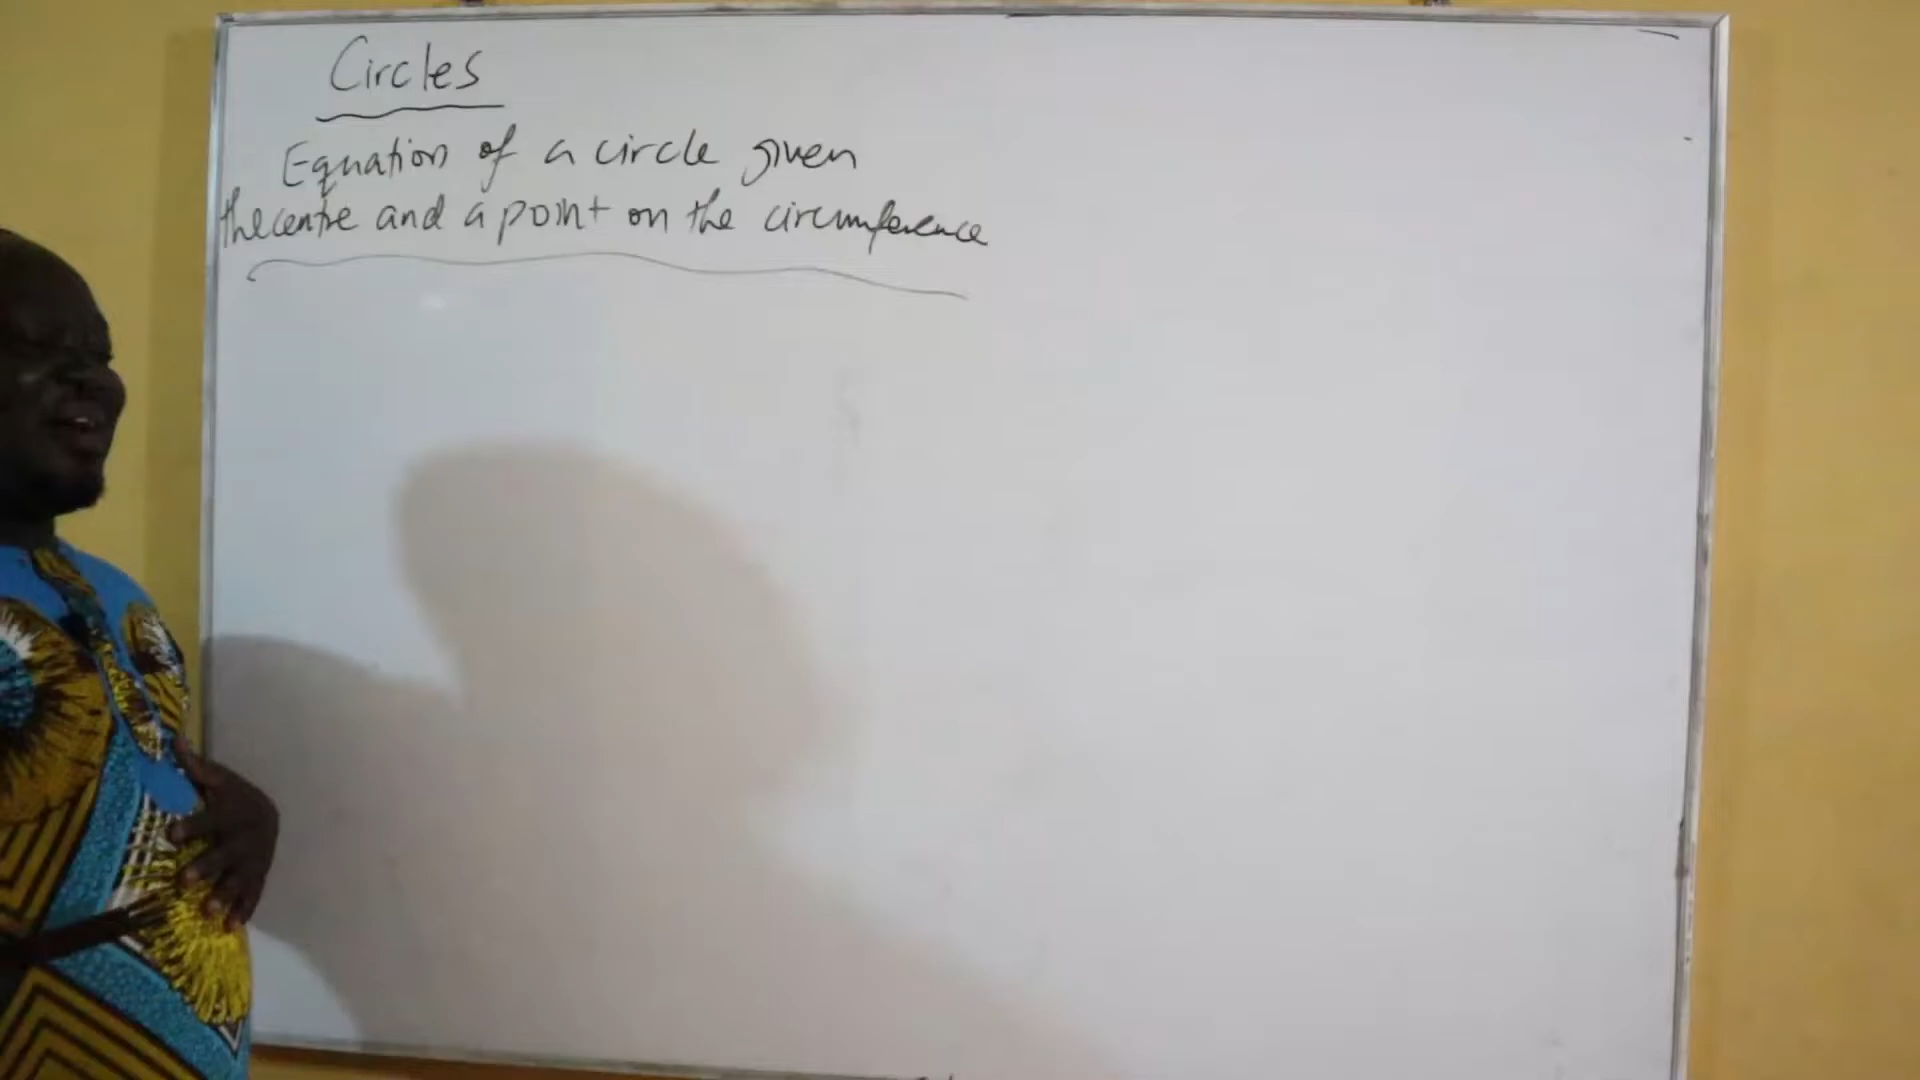 Circles
Equation of a circle given
the centre and a point on the circumference